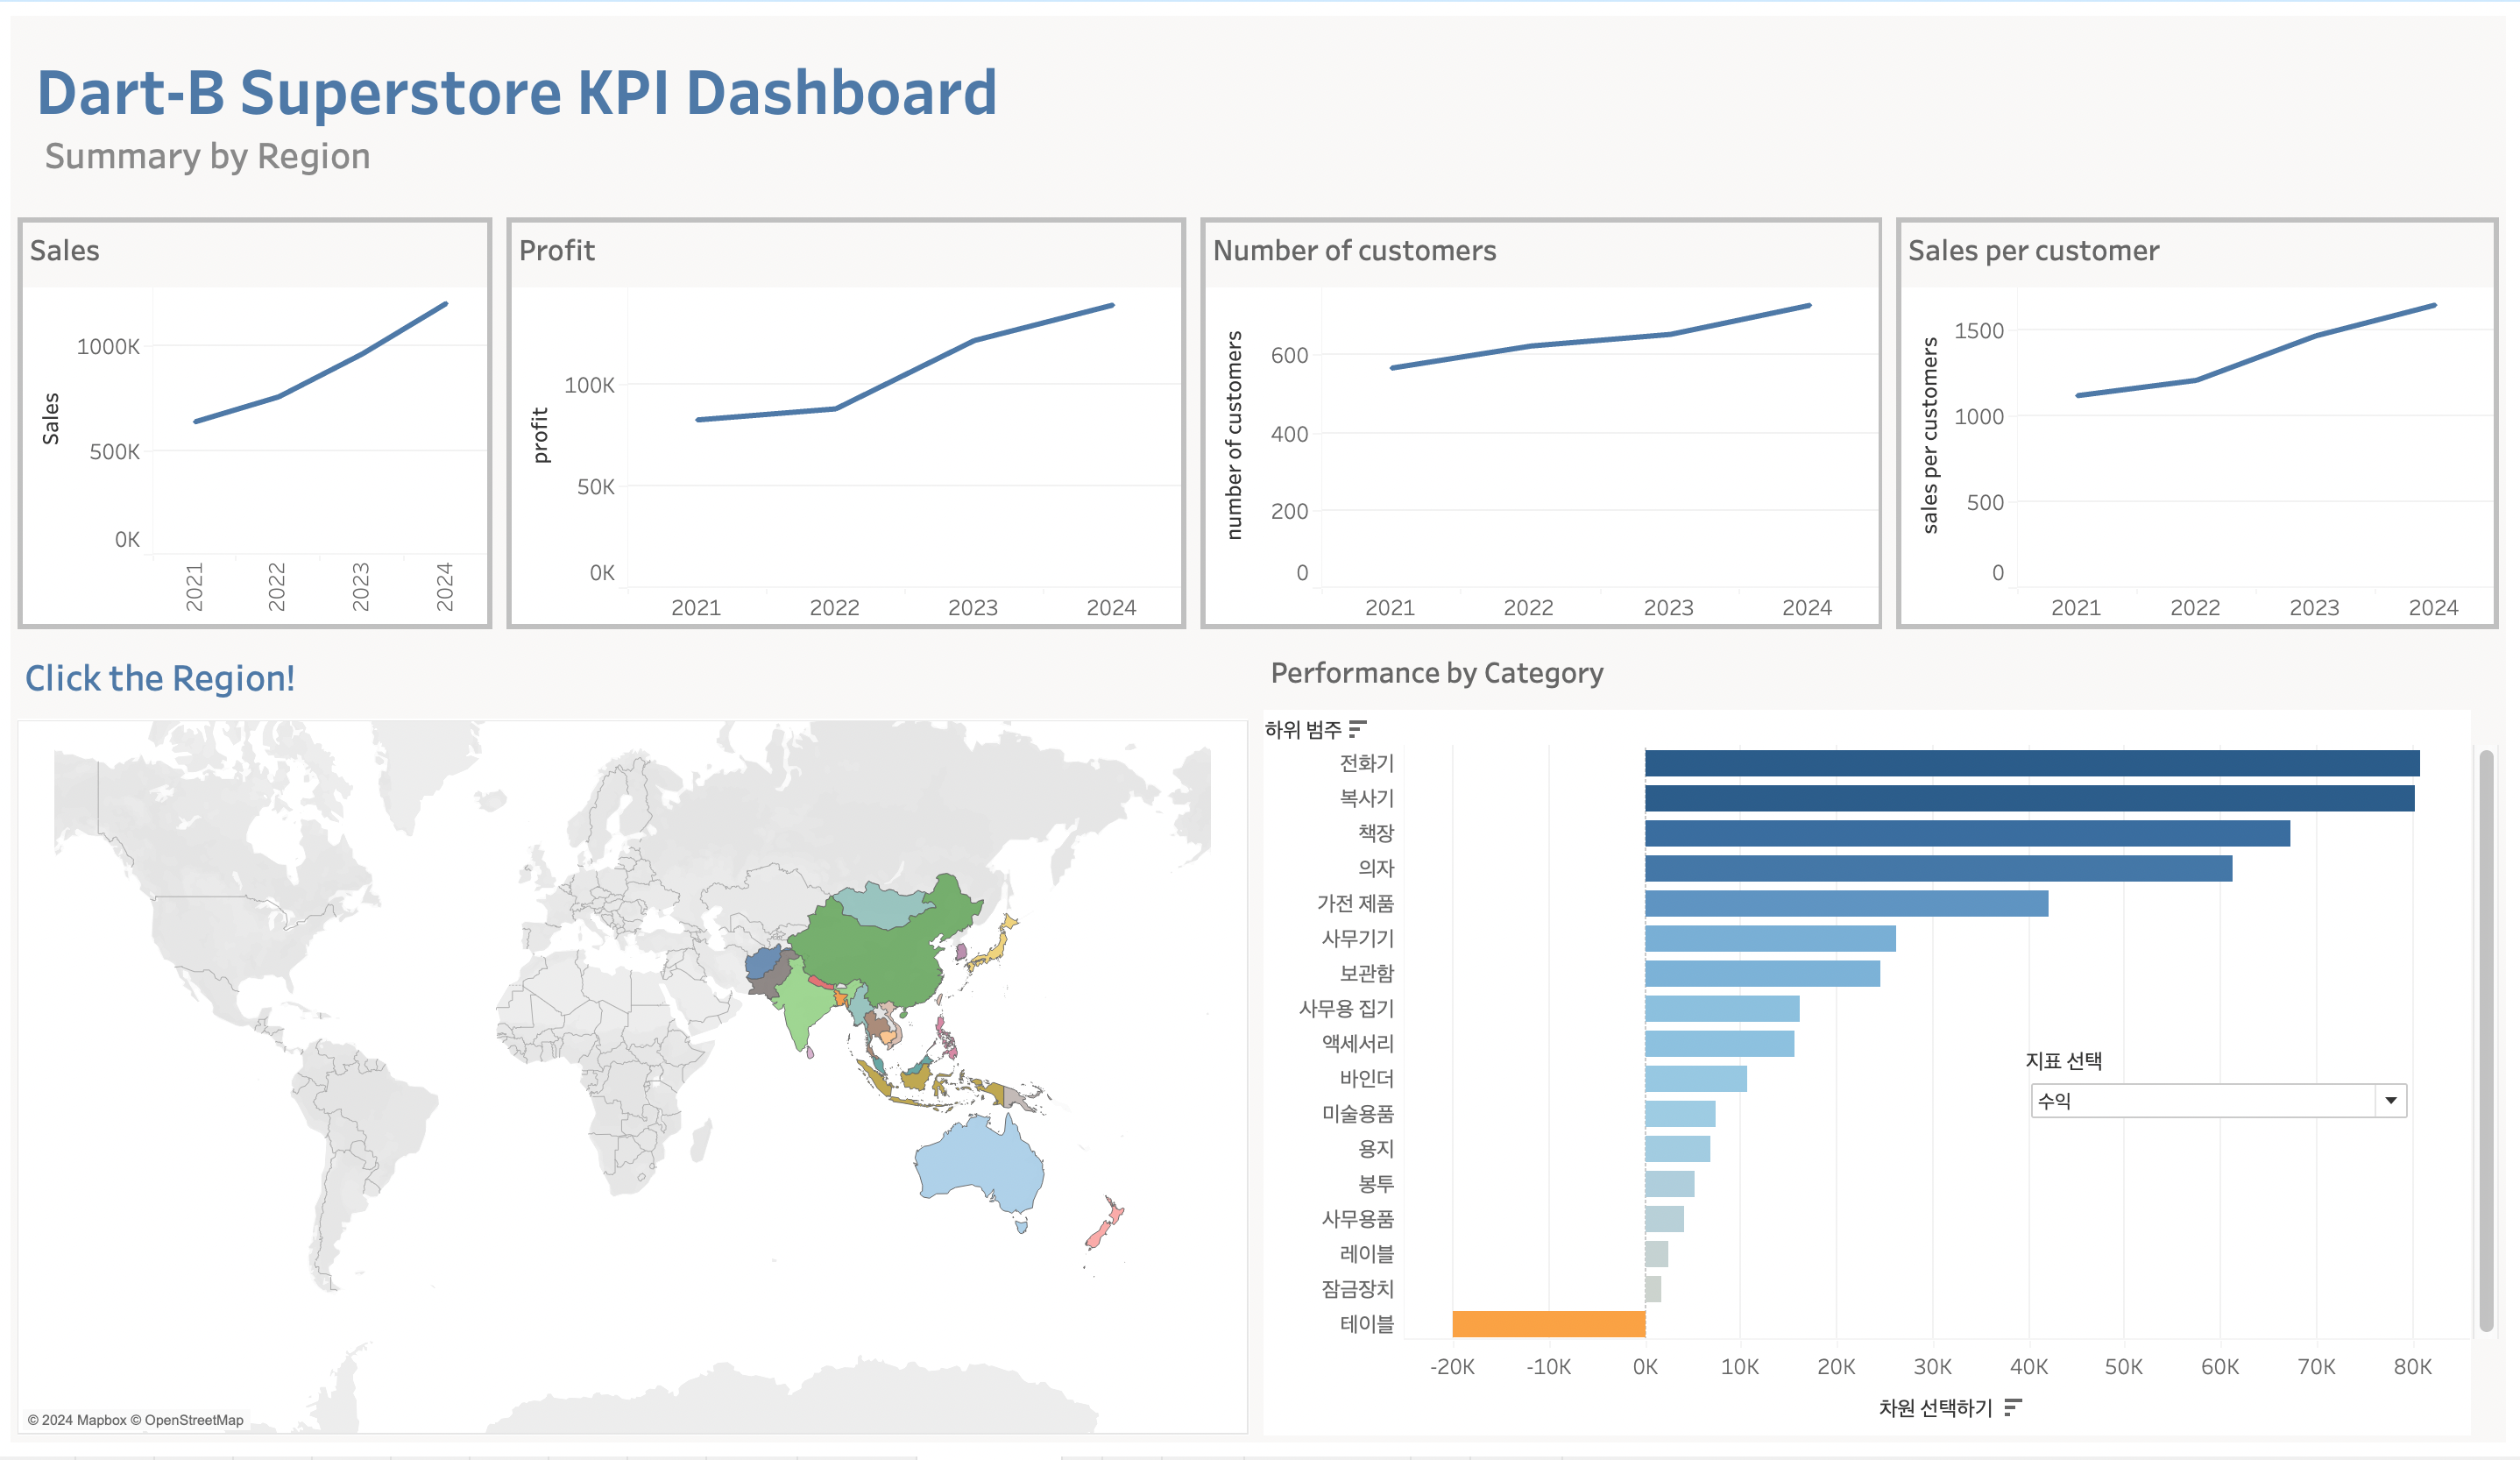 Dart-B Superstore KPI Dashboard
Summary by Region
Sales
Sales
1000K
500K
0K
2021
2022
2023
2024
Profit
profit
100K
50K
0K
2021 2022 2023 2024
Number of customers
number of customers
600
400
200
0
2021 2022 2023 2024
Sales per customer
sales per customers
1500
1000
500
0
2021 2022 2023 2024
Click the Region!
© 2024 Mapbox © OpenStreetMap
Performance by Category
하위 범주
전화기
복사기
책장
의자
가전 제품
사무기기
보관함
사무용 집기
액세서리
바인더
미술용품
용지
봉투
사무용품
레이블
잠금장치
테이블
지표 선택
수익
-20K -10K 0K 10K 20K 30K 40K 50K 60K 70K 80K
차원 선택하기